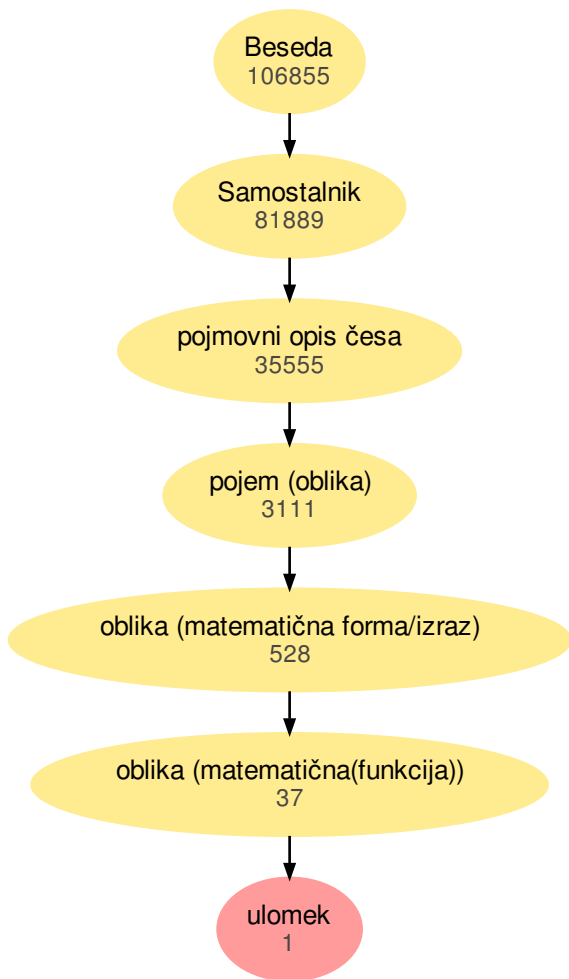 Beseda
106855
Samostalnik
81889
pojmovni opis česa
35555
pojem (oblika)
3111
oblika (matematična forma/izraz)
528
oblika (matematična(funkcija))
37
ulomek
1